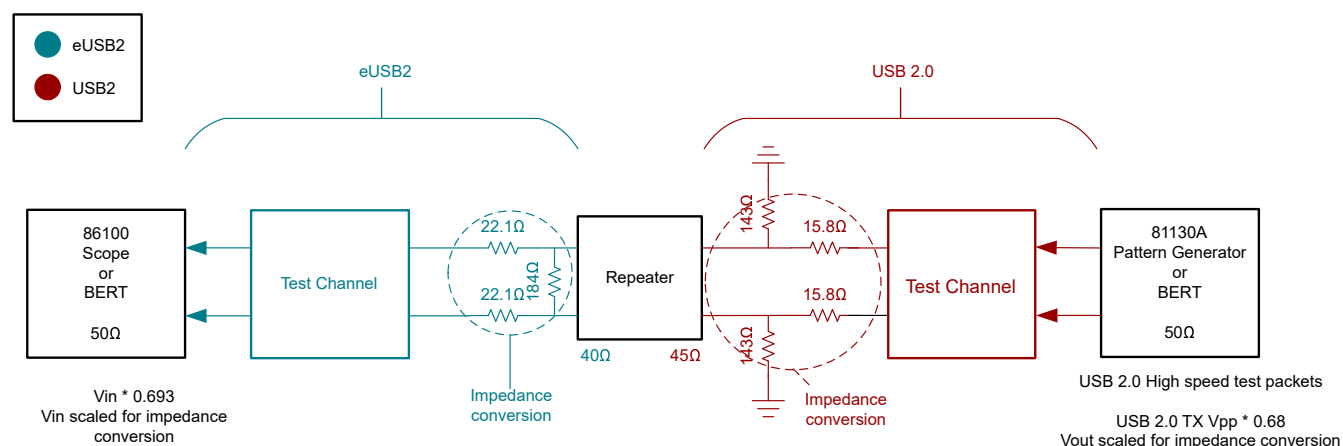 eUSB2
USB2
eUSB2
USB 2.0
86100
Scope
or
BERT
50Ω
Test Channel
22.1Ω
184Ω
22.1Ω
Repeater
40Ω
45Ω
143Ω
15.8Ω
15.8Ω
143Ω
Test Channel
81130A
Pattern Generator
or
BERT
50Ω
Vin * 0.693
Vin scaled for impedance
conversion
Impedance
conversion
Impedance
conversion
USB 2.0 High speed test packets
USB 2.0 TX Vpp * 0.68
Vout scaled for impedance conversion